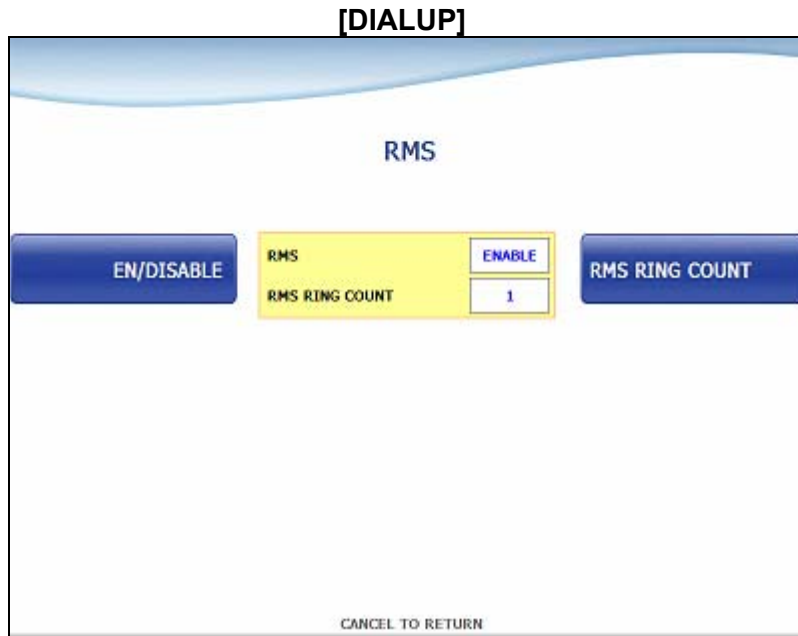 [DIALUP]
RMS
EN/DISABLE
RMS ENABLE
RMS RING COUNT 1
RMS RING COUNT
CANCEL TO RETURN